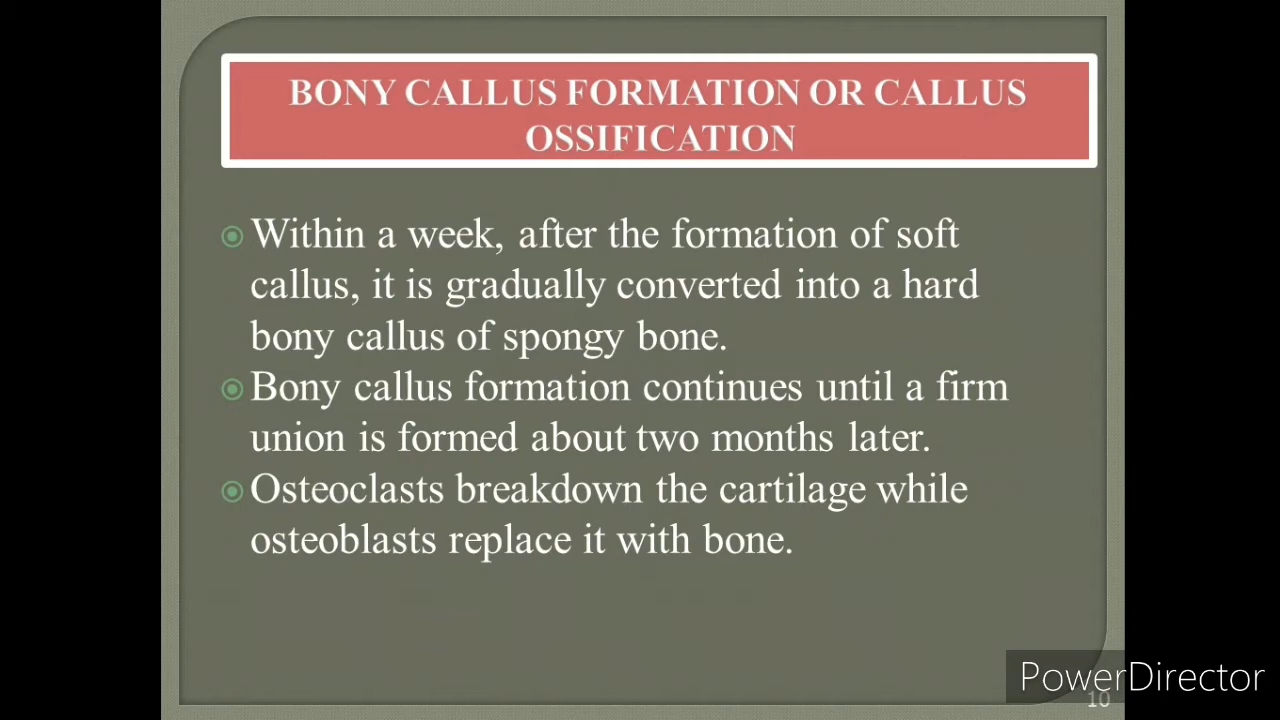 BONY CALLUS FORMATION OR CALLUS
OSSIFICATION
Within a week, after the formation of soft
callus, it is gradually converted into a hard
bony callus of spongy bone.
Bony callus formation continues until a firm
union is formed about two months later.
Osteoclasts breakdown the cartilage while
osteoblasts replace it with bone.
PowerDirector
10